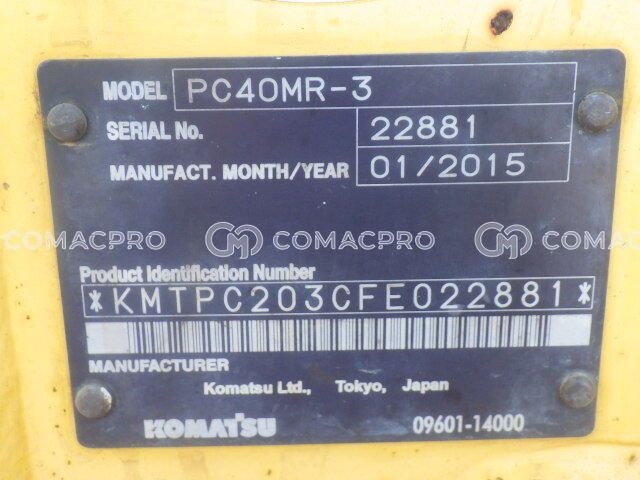 MODEL PC40MR-3
SERIAL No. 22881
MANUFACT. MONTH/YEAR 01/2015
COMACPRO COMACPRO COMACPRO
Product Identification Number
*KMTPC203CFE022881*
MANUFACTURER
Komatsu Ltd., Tokyo, Japan
KOMATSU 09601-14000